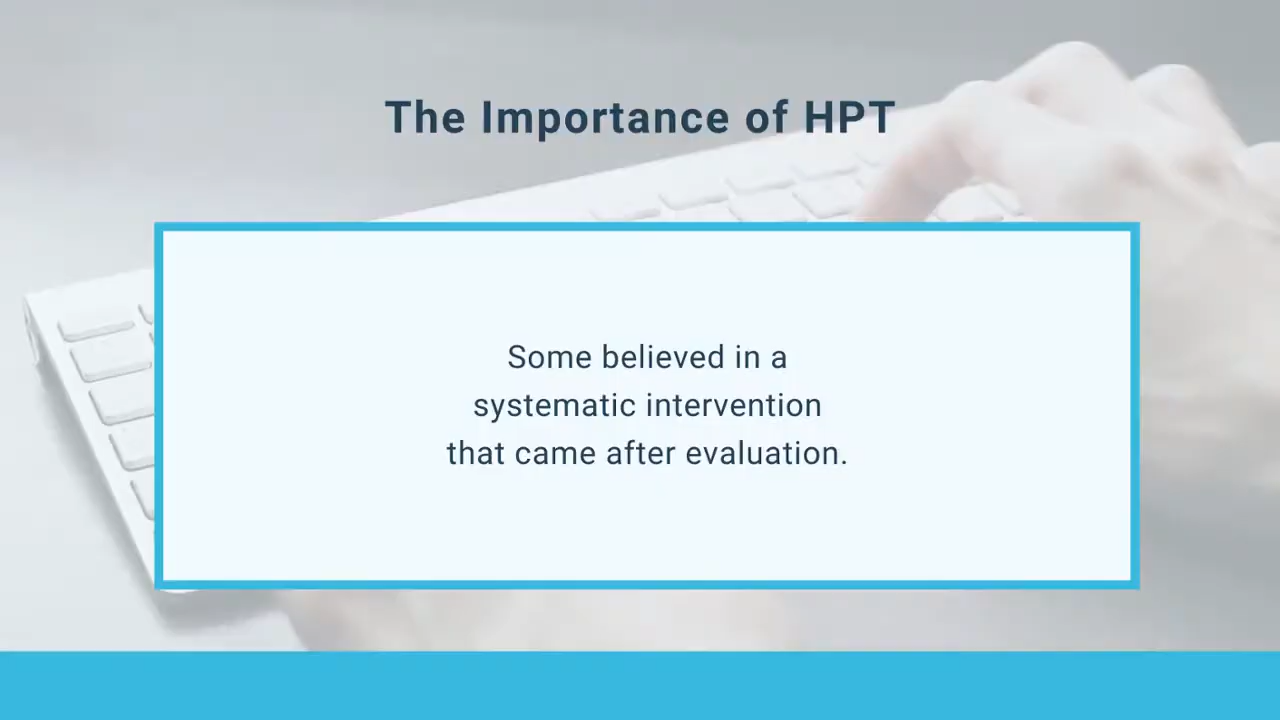 The Importance of HPT
Some believed in a
systematic intervention
that came after evaluation.